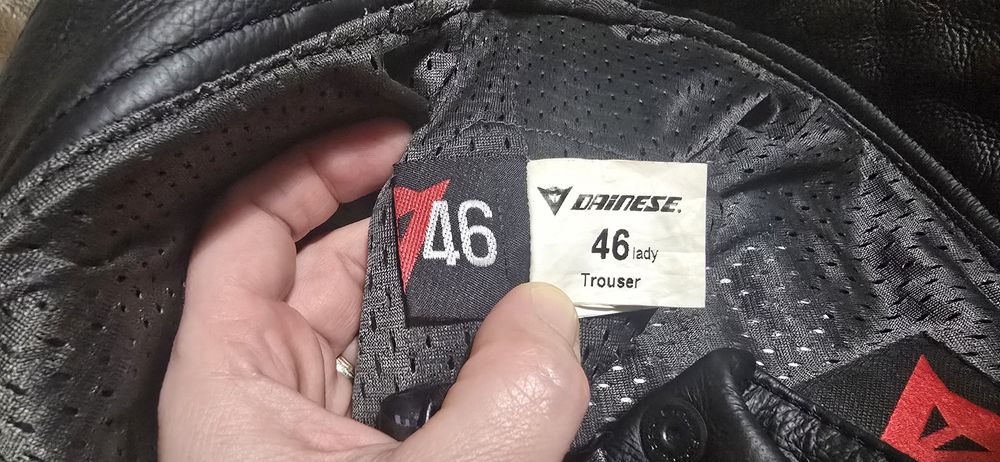 46
DAINESE.
46 lady
Trouser